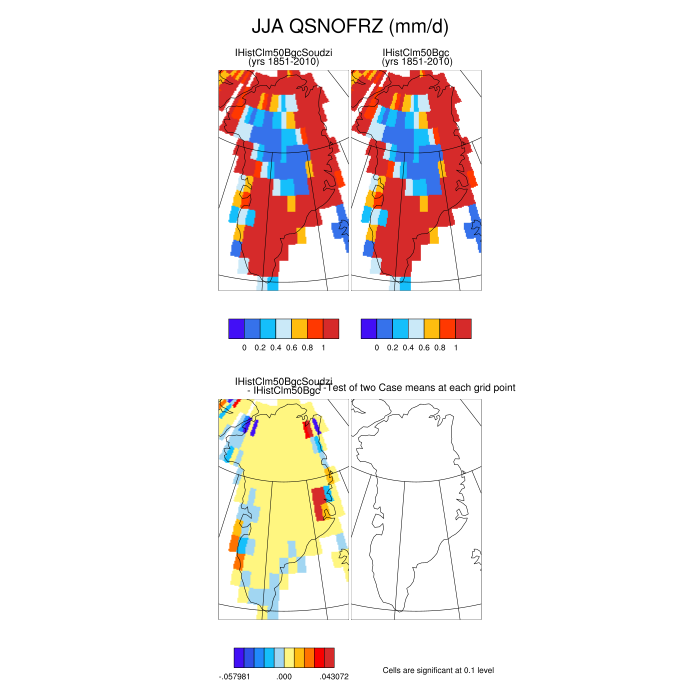 JJA QSNOFRZ (mm/d)
IHistClm50BgcSoudzi
(yrs 1851-2010)
IHistClm50Bgc
(yrs 1851-2010)
0 0.2 0.4 0.6 0.8 1
0 0.2 0.4 0.6 0.8 1
IHistClm50BgcSoudzi
- IHistClm50Bgc
T-Test of two Case means at each grid point
-.057981 .000 .043072
Cells are significant at 0.1 level